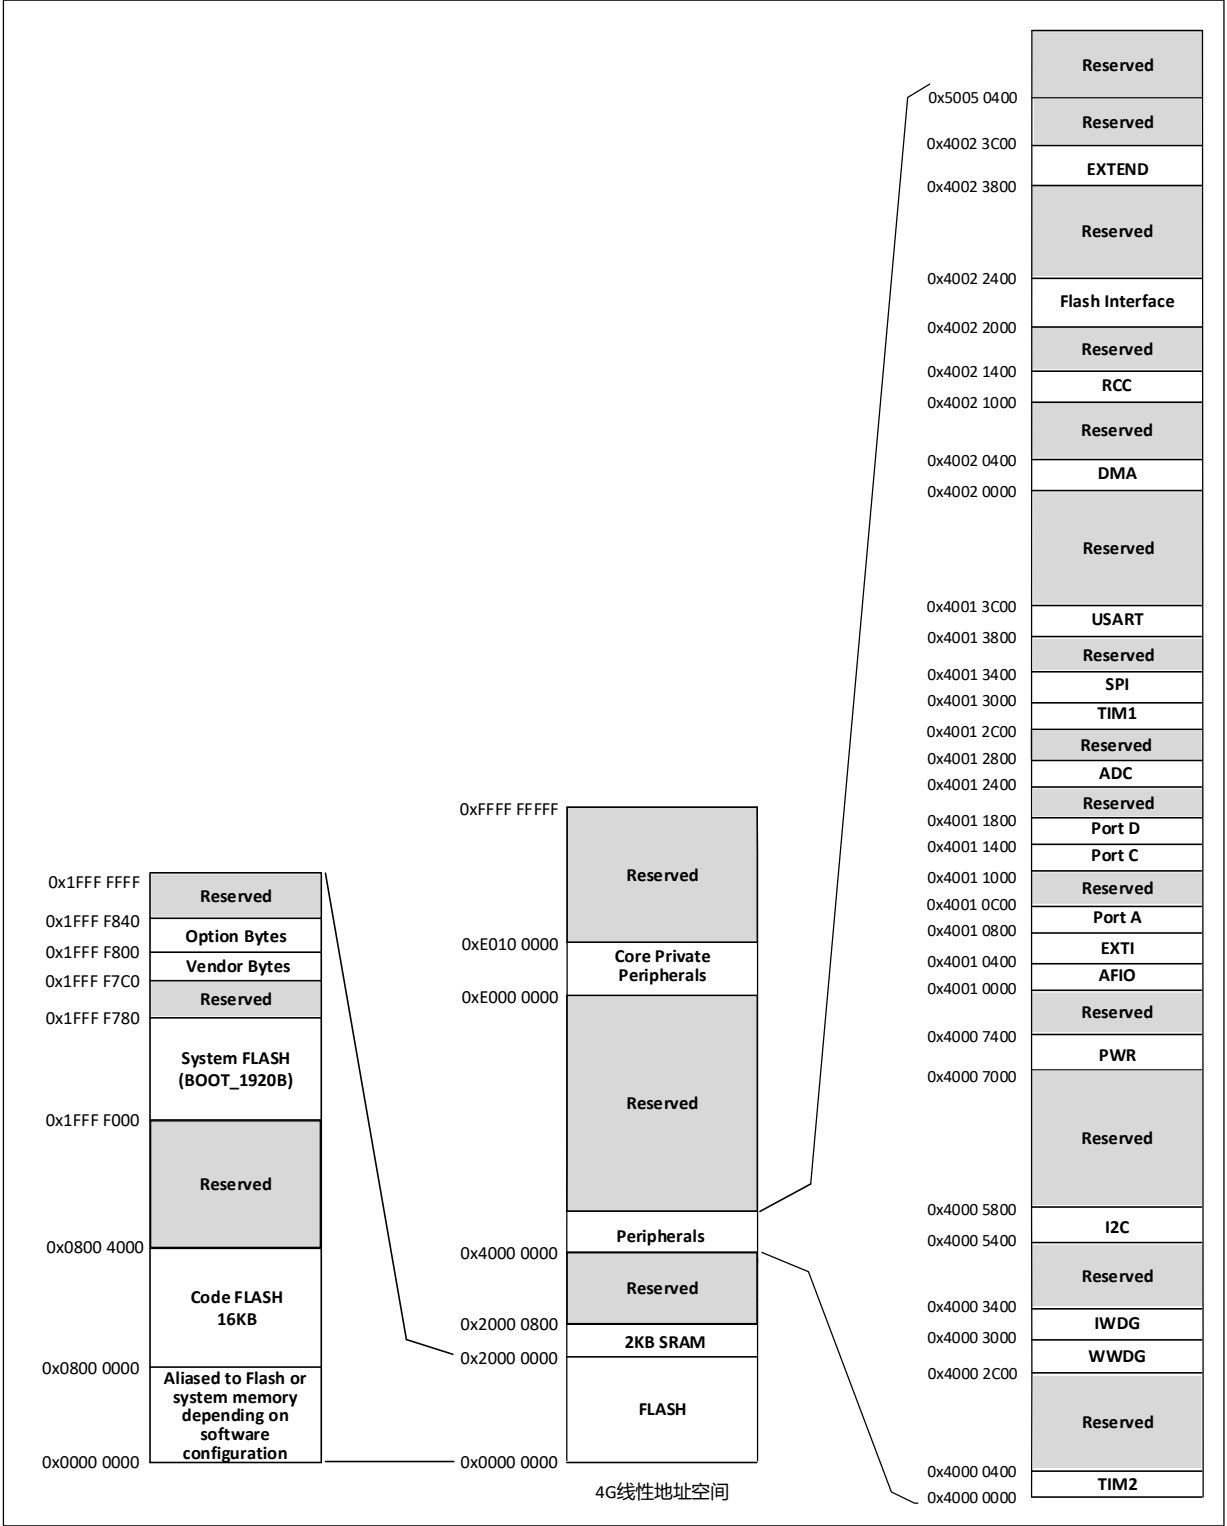 0x1FFF FFFF
Reserved
0x1FFF F840
Option Bytes
0x1FFF F800
Vendor Bytes
0x1FFF F7C0
Reserved
0x1FFF F780
System FLASH
(BOOT_1920B)
0x1FFF F000
Reserved
0x0800 4000
Code FLASH
16KB
0x0800 0000
Aliased to Flash or
system memory
depending on
software
configuration
0x0000 0000
0xFFFF FFFFF
Reserved
0xE010 0000
Core Private
Peripherals
0xE000 0000
Reserved
Peripherals
0x4000 0000
Reserved
0x2000 0800
2KB SRAM
0x2000 0000
FLASH
0x0000 0000
4G线性地址空间
Reserved
0x5005 0400
Reserved
0x4002 3C00
EXTEND
0x4002 3800
Reserved
0x4002 2400
Flash Interface
0x4002 2000
Reserved
0x4002 1400
RCC
0x4002 1000
Reserved
0x4002 0400
DMA
0x4002 0000
Reserved
0x4001 3C00
USART
0x4001 3800
Reserved
0x4001 3400
SPI
0x4001 3000
TIM1
0x4001 2C00
Reserved
0x4001 2800
ADC
0x4001 2400
Reserved
0x4001 1800
Port D
0x4001 1400
Port C
0x4001 1000
Reserved
0x4001 0C00
Port A
0x4001 0800
EXTI
0x4001 0400
AFIO
0x4001 0000
Reserved
0x4000 7400
PWR
0x4000 7000
Reserved
0x4000 5800
I2C
0x4000 5400
Reserved
0x4000 3400
IWDG
0x4000 3000
WWDG
0x4000 2C00
Reserved
0x4000 0400
TIM2
0x4000 0000